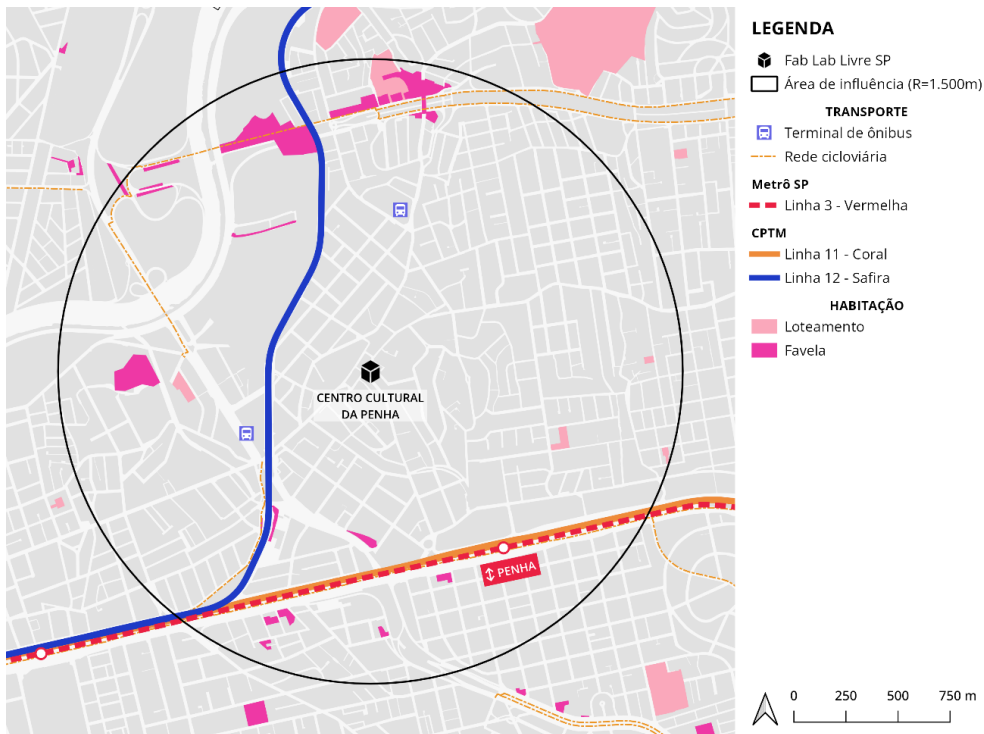 CENTRO CULTURAL
DA PENHA
PENHA
LEGENDA
Fab Lab Livre SP
Área de influência (R=1.500m)
TRANSPORTE
Terminal de ônibus
Rede cicloviária
Metrô SP
Linha 3 - Vermelha
CPTM
Linha 11 - Coral
Linha 12 - Safira
HABITAÇÃO
Loteamento
Favela
0 250 500 750 m